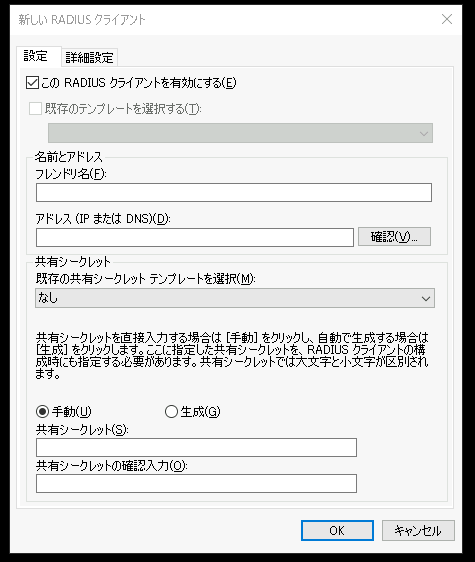 新しい RADIUS クライアント
設定
詳細設定
この RADIUS クライアントを有効にする(E)
既存のテンプレートを選択する(T):
名前とアドレス
フレンドリ名(F):
アドレス (IP または DNS)(D):
確認(V)...
共有シークレット
既存の共有シークレット テンプレートを選択(M):
なし
共有シークレットを直接入力する場合は [手動] をクリックし、自動で生成する場合は
[生成] をクリックします。ここに指定した共有シークレットを、RADIUS クライアントの構
成時にも指定する必要があります。共有シークレットでは大文字と小文字が区別されま
す。
手動(U)
生成(G)
共有シークレット(S):
共有シークレットの確認入力(O):
OK
キャンセル